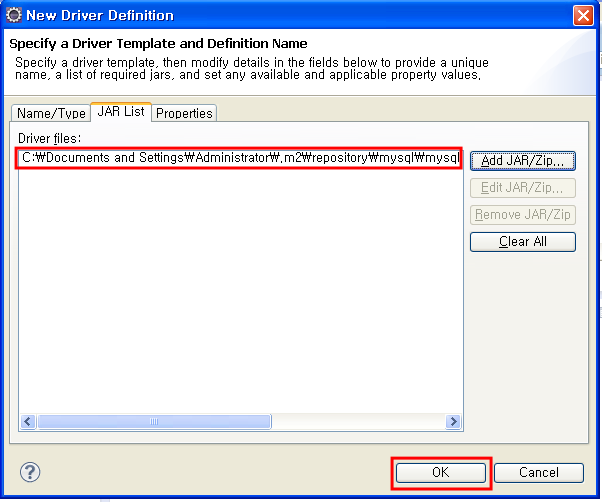 New Driver Definition
Specify a Driver Template and Definition Name
Specify a driver template, then modify details in the fields below to provide a unique
name, a list of required jars, and set any available and applicable property values.
Name/Type JAR List Properties
Driver files:
C:₩Documents and Settings₩Administrator₩.m2₩repository₩mysql₩mysql
Add JAR/Zip...
Edit JAR/Zip...
Remove JAR/Zip
Clear All
?
OK Cancel